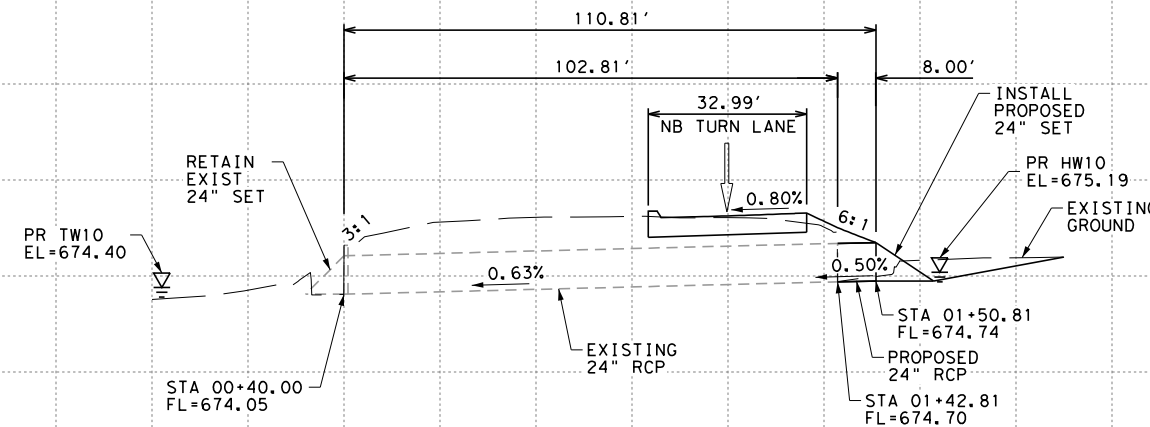 110.81'
102.81'
8.00'
32.99'
NB TURN LANE
INSTALL
PROPOSED
24" SET
RETAIN
EXIST
24" SET
PR HW10
EL=675.19
0.80%
6:1
EXISTING
GROUND
3:1
PR TW10
EL=674.40
0.63%
0.50%
STA 01+50.81
FL=674.74
EXISTING
24" RCP
PROPOSED
24" RCP
STA 00+40.00
FL=674.05
STA 01+42.81
FL=674.70